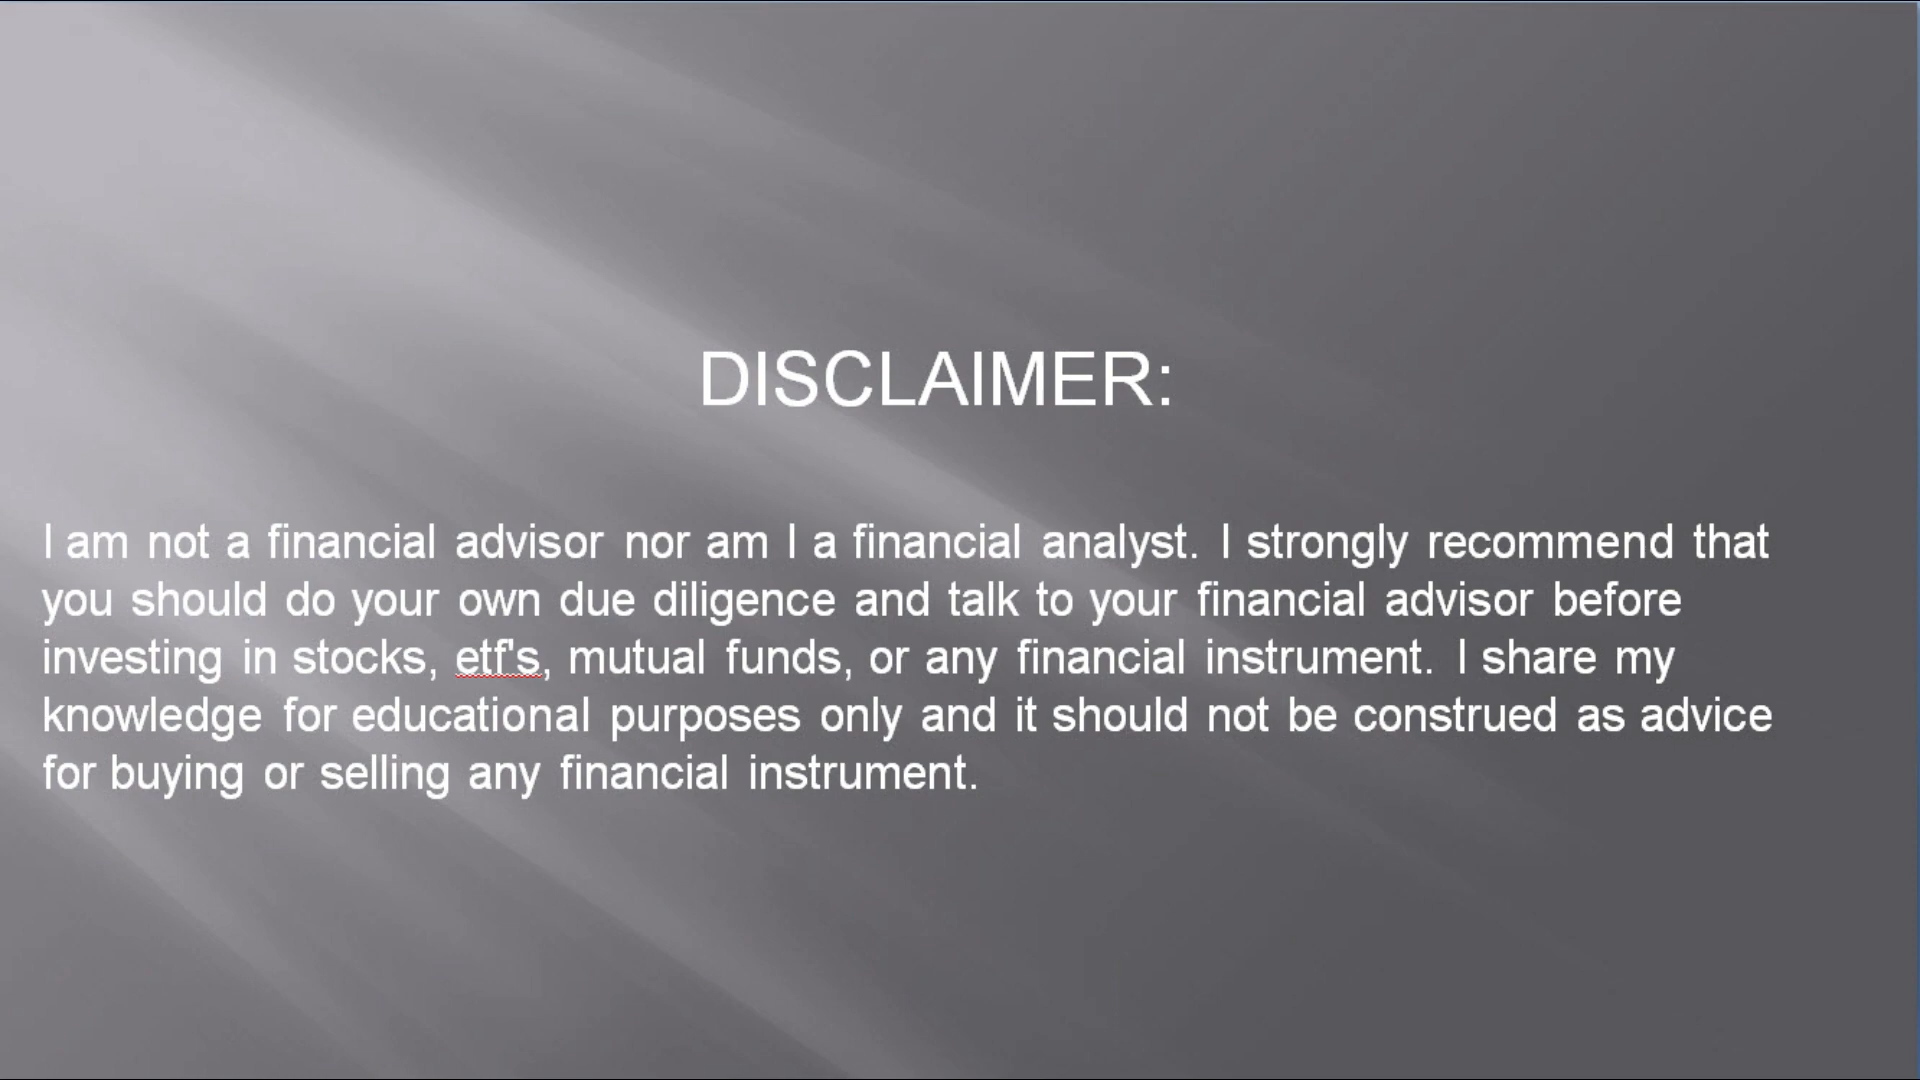 DISCLAIMER:
I am not a financial advisor nor am I a financial analyst. I strongly recommend that
you should do your own due diligence and talk to your financial advisor before
investing in stocks, etf's, mutual funds, or any financial instrument. I share my
knowledge for educational purposes only and it should not be construed as advice
for buying or selling any financial instrument.